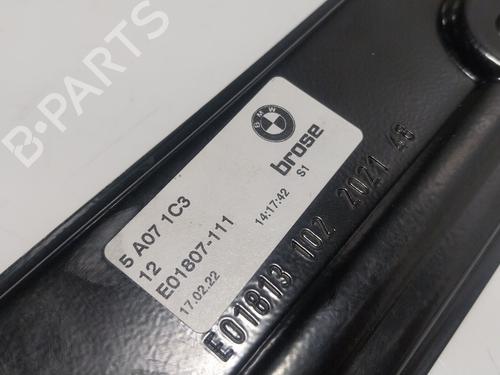 B-PARTS
BMW
brose
5 A07 1C3
12
E01807-111
17.02.22
14:17:42
S1
E01813 102 2021 48